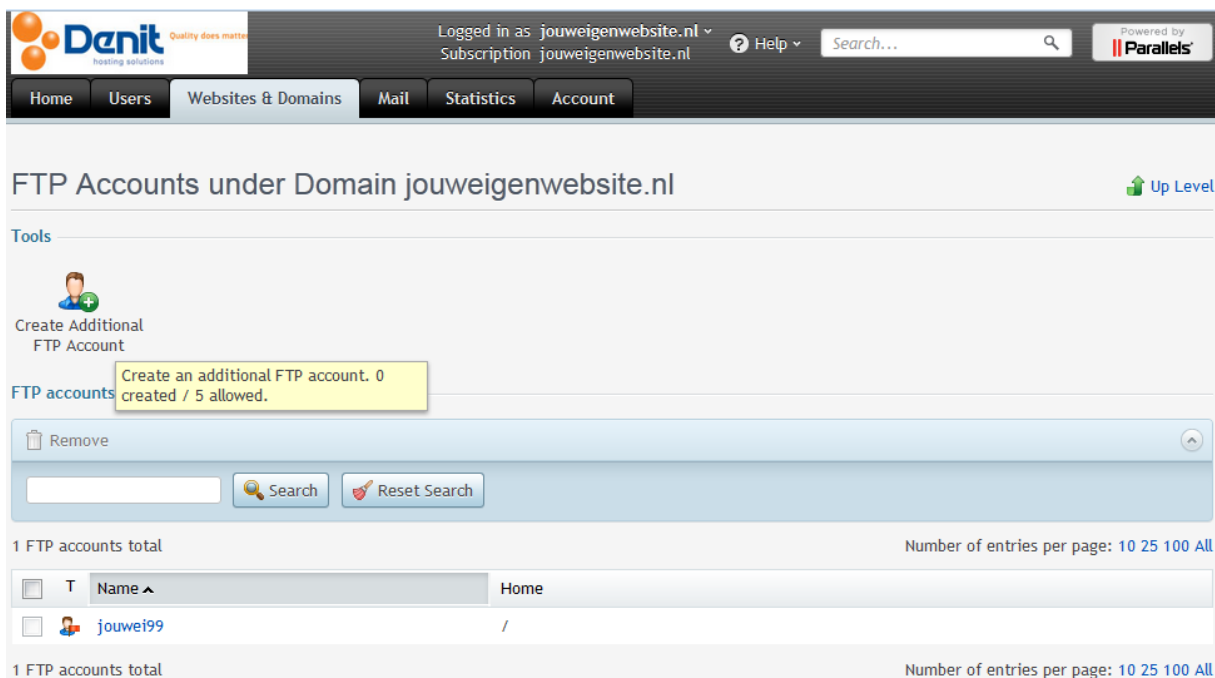 Denit
hosting solutions
Quality does matter
Logged in as jouweigenwebsite.nl
Subscription jouweigenwebsite.nl
Help
Search...
Powered by
Parallels
Home Users Websites & Domains Mail Statistics Account
FTP Accounts under Domain jouweigenwebsite.nl
Up Level
Tools
Create Additional
FTP Account
Create an additional FTP account. 0
created / 5 allowed.
FTP accounts
Remove
Search Reset Search
1 FTP accounts total Number of entries per page: 10 25 100 All
T Name Home
jouwei99 /
1 FTP accounts total Number of entries per page: 10 25 100 All